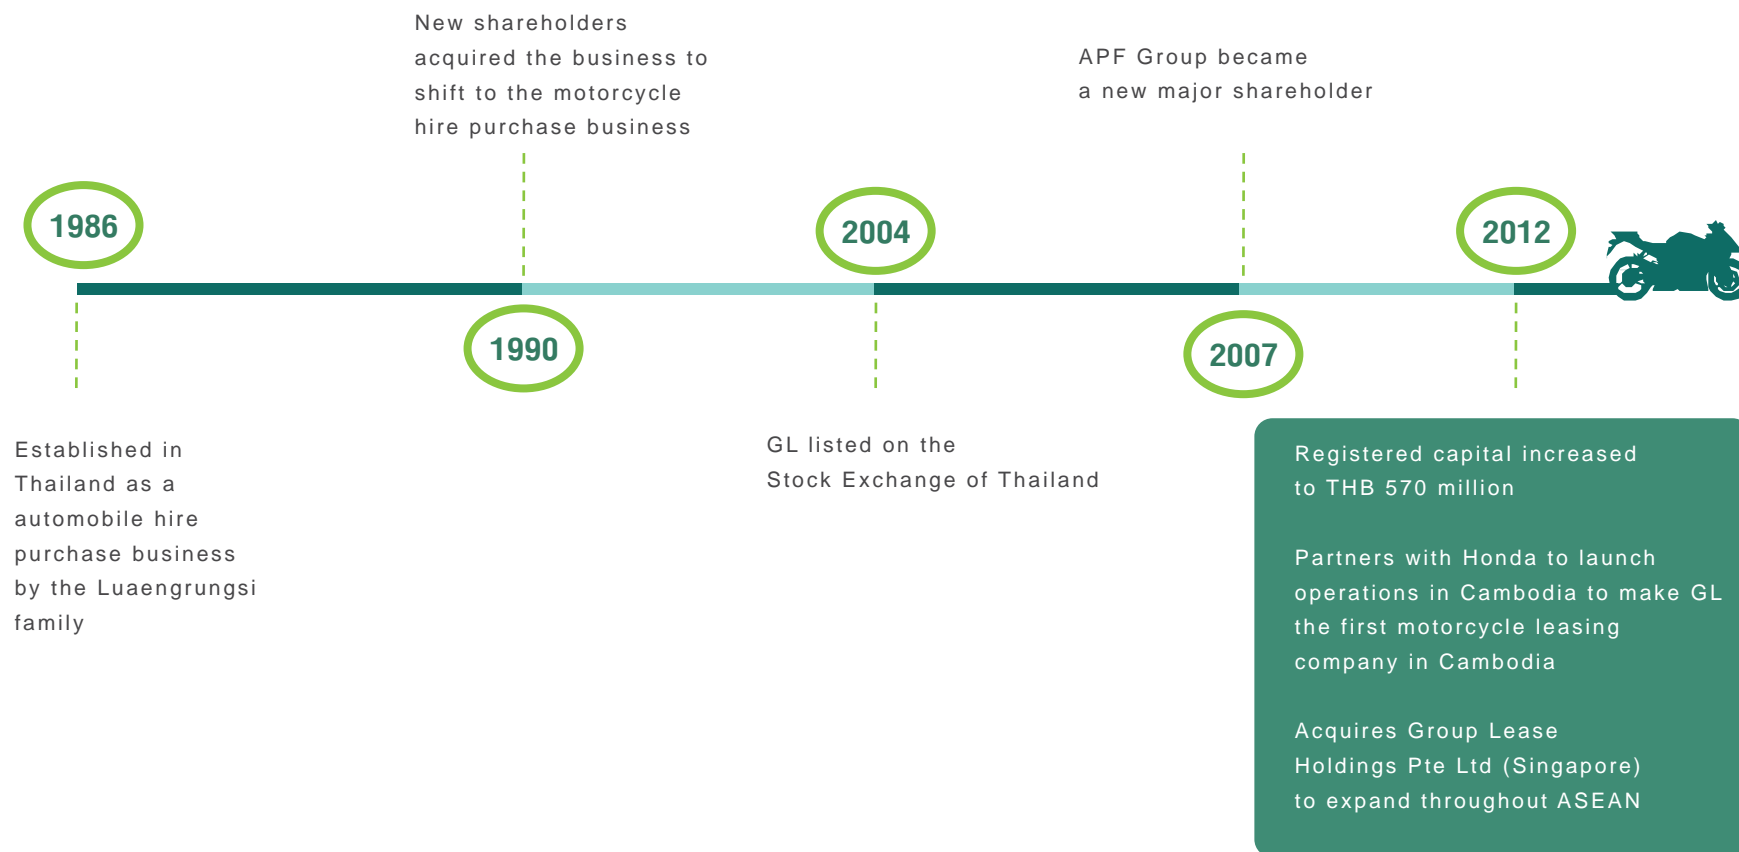 New shareholders
acquired the business to
shift to the motorcycle
hire purchase business
APF Group became
a new major shareholder
1986
2004
2012
1990
2007
Established in
Thailand as a
automobile hire
purchase business
by the Luaengrungsi
family
GL listed on the
Stock Exchange of Thailand
Registered capital increased
to THB 570 million
Partners with Honda to launch
operations in Cambodia to make GL
the first motorcycle leasing
company in Cambodia
Acquires Group Lease
Holdings Pte Ltd (Singapore)
to expand throughout ASEAN